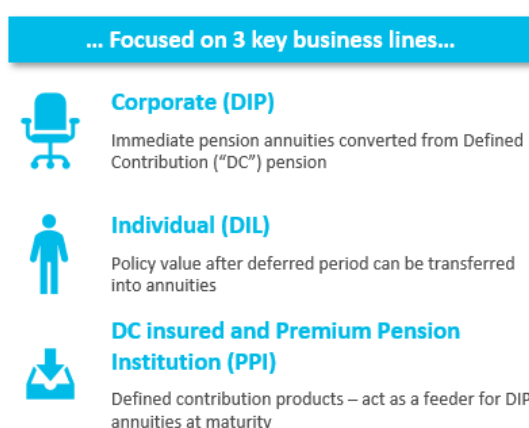 ... Focused on 3 key business lines...
Corporate (DIP)
Immediate pension annuities converted from Defined
Contribution (“DC”) pension
Individual (DIL)
Policy value after deferred period can be transferred
into annuities
DC insured and Premium Pension
Institution (PPI)
Defined contribution products – act as a feeder for DIP
annuities at maturity